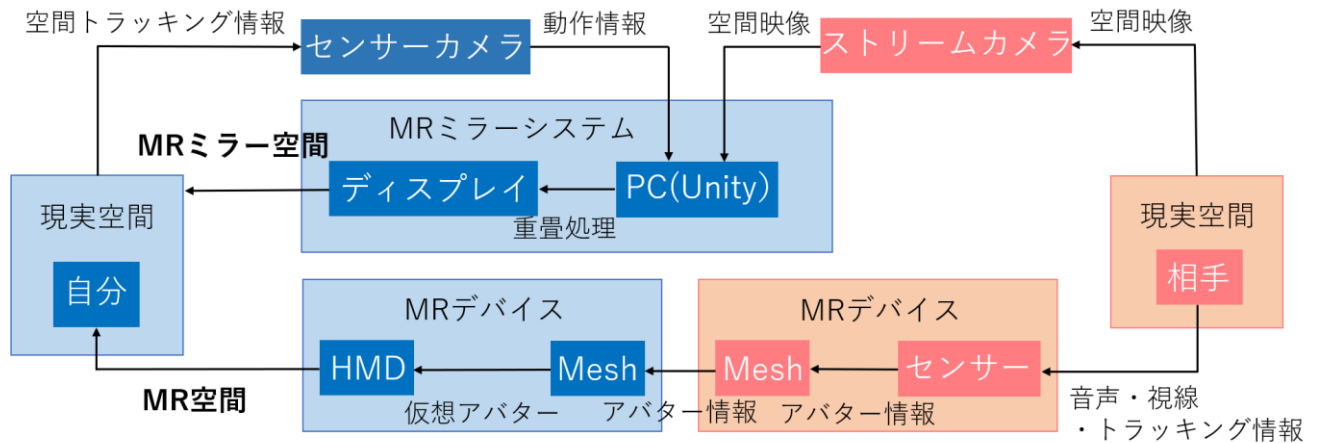 空間トラッキング情報
センサーカメラ
動作情報
空間映像
ストリームカメラ
空間映像
MRミラーシステム
MRミラー空間
ディスプレイ
PC(Unity)
重畳処理
現実空間
自分
現実空間
相手
MRデバイス
MRデバイス
HMD
Mesh
Mesh
センサー
MR空間
仮想アバター
アバター情報
アバター情報
音声・視線
・トラッキング情報